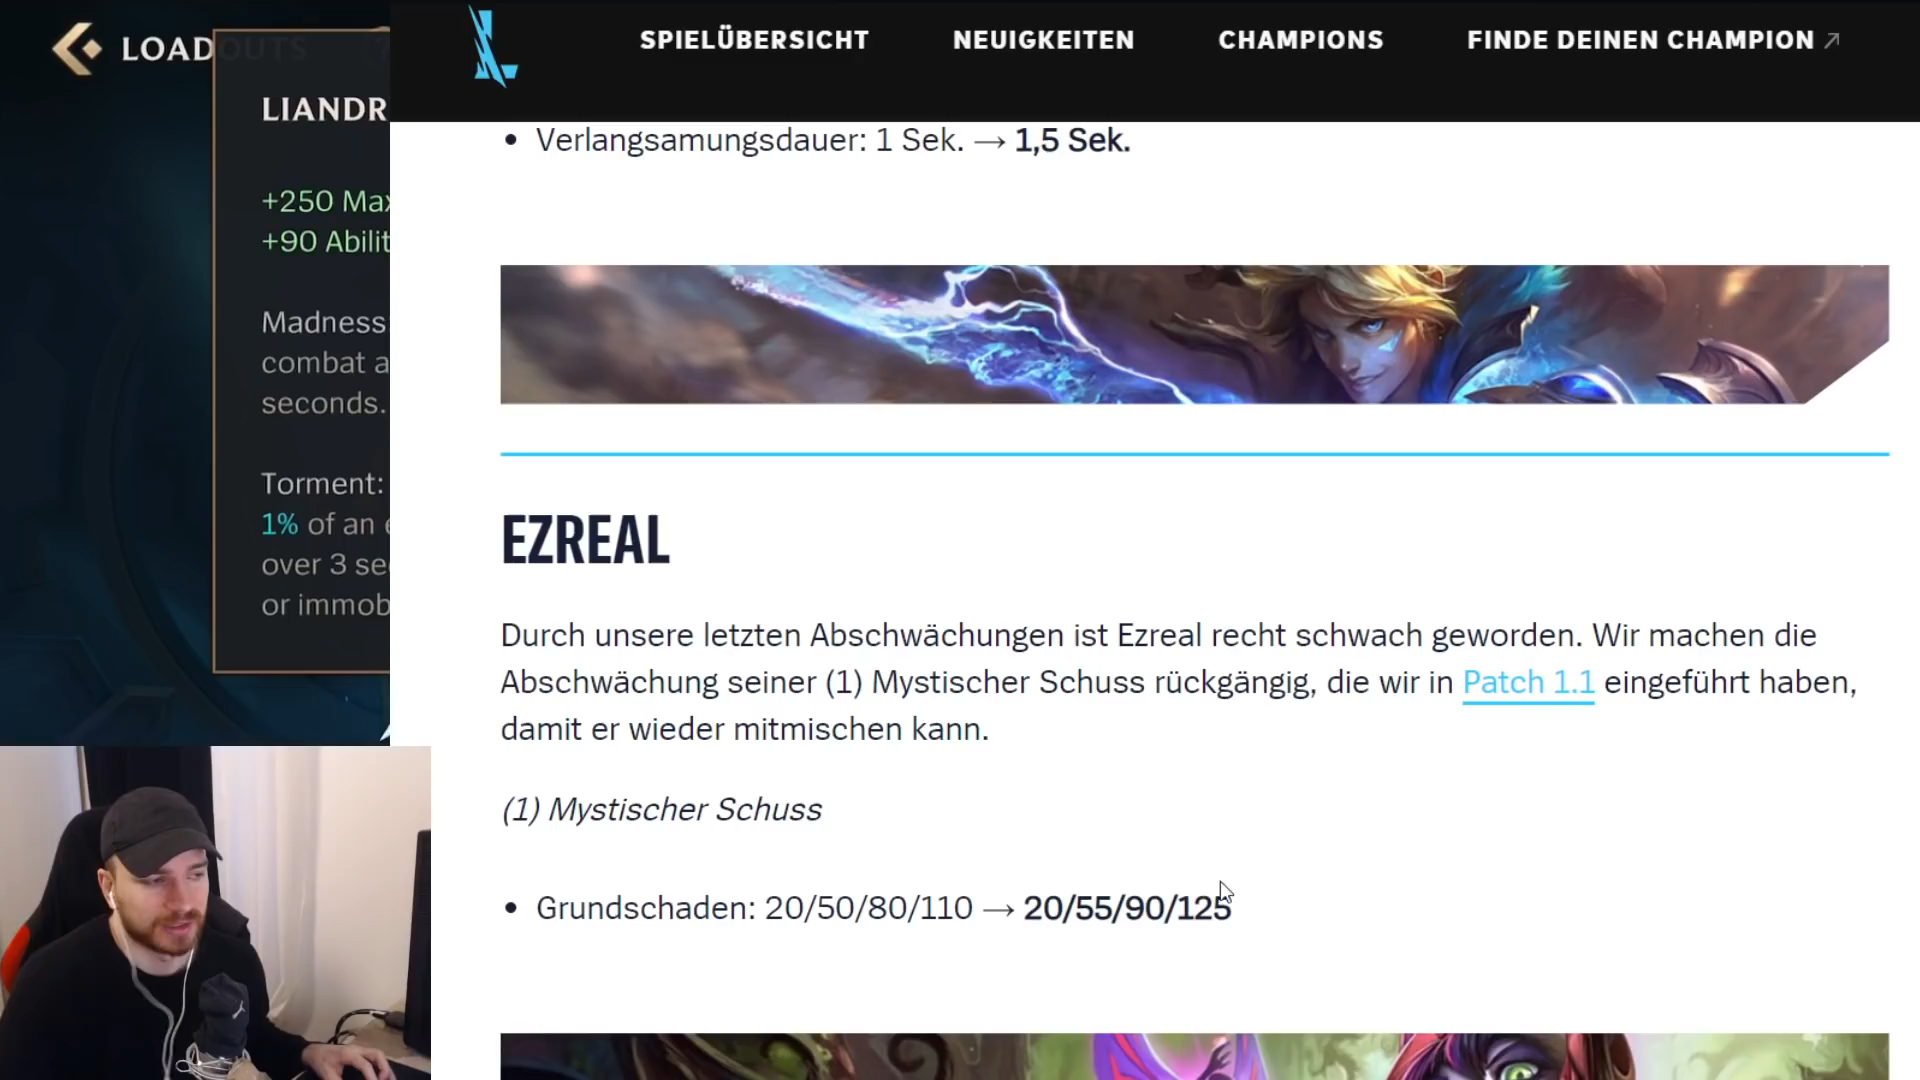 LOADOUTS
LIANDR
+250 Max
+90 Abilit
Madness:
combat a
seconds.
Torment:
1% of an e
over 3 se
or immob
SPIELÜBERSICHT NEUIGKEITEN CHAMPIONS FINDE DEINEN CHAMPION ↗
• Verlangsamungsdauer: 1 Sek. → 1,5 Sek.
EZREAL
Durch unsere letzten Abschwächungen ist Ezreal recht schwach geworden. Wir machen die
Abschwächung seiner (1) Mystischer Schuss rückgängig, die wir in Patch 1.1 eingeführt haben,
damit er wieder mitmischen kann.
(1) Mystischer Schuss
• Grundschaden: 20/50/80/110 → 20/55/90/125